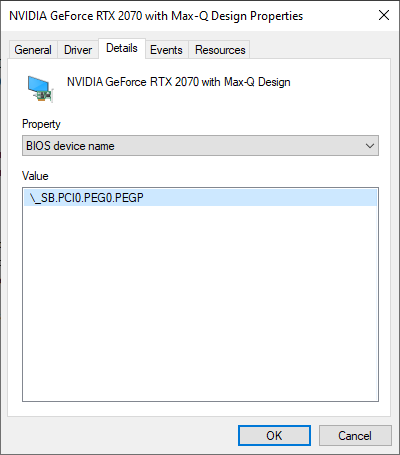 NVIDIA GeForce RTX 2070 with Max-Q Design Properties
General Driver Details Events Resources
NVIDIA GeForce RTX 2070 with Max-Q Design
Property
BIOS device name
Value
\_SB.PCI0.PEG0.PEGP
OK Cancel